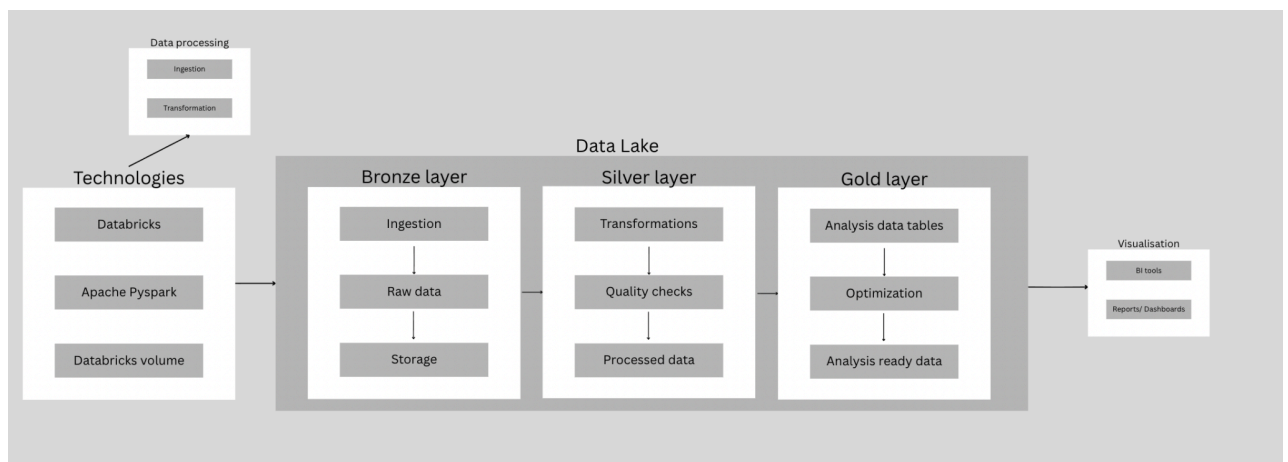 Data processing
Ingestion
Transformation
Technologies
Databricks
Apache Pyspark
Databricks volume
Data Lake
Bronze layer
Ingestion
Raw data
Storage
Silver layer
Transformations
Quality checks
Processed data
Gold layer
Analysis data tables
Optimization
Analysis ready data
Visualisation
BI tools
Reports/ Dashboards